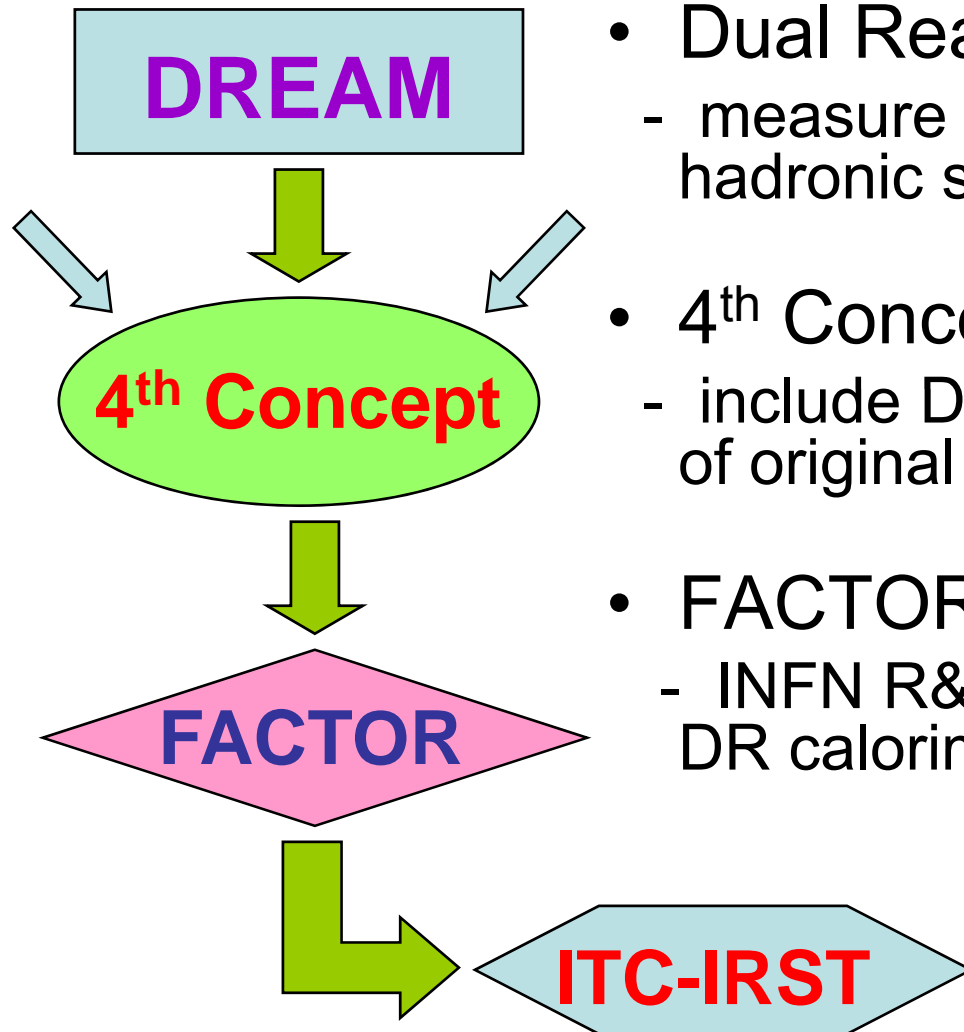 DREAM
4th Concept
FACTOR
ITC-IRST
• Dual Rea
- measure
hadronic s
• 4th Conce
- include D
of original
• FACTOR
- INFN R&
DR calorin